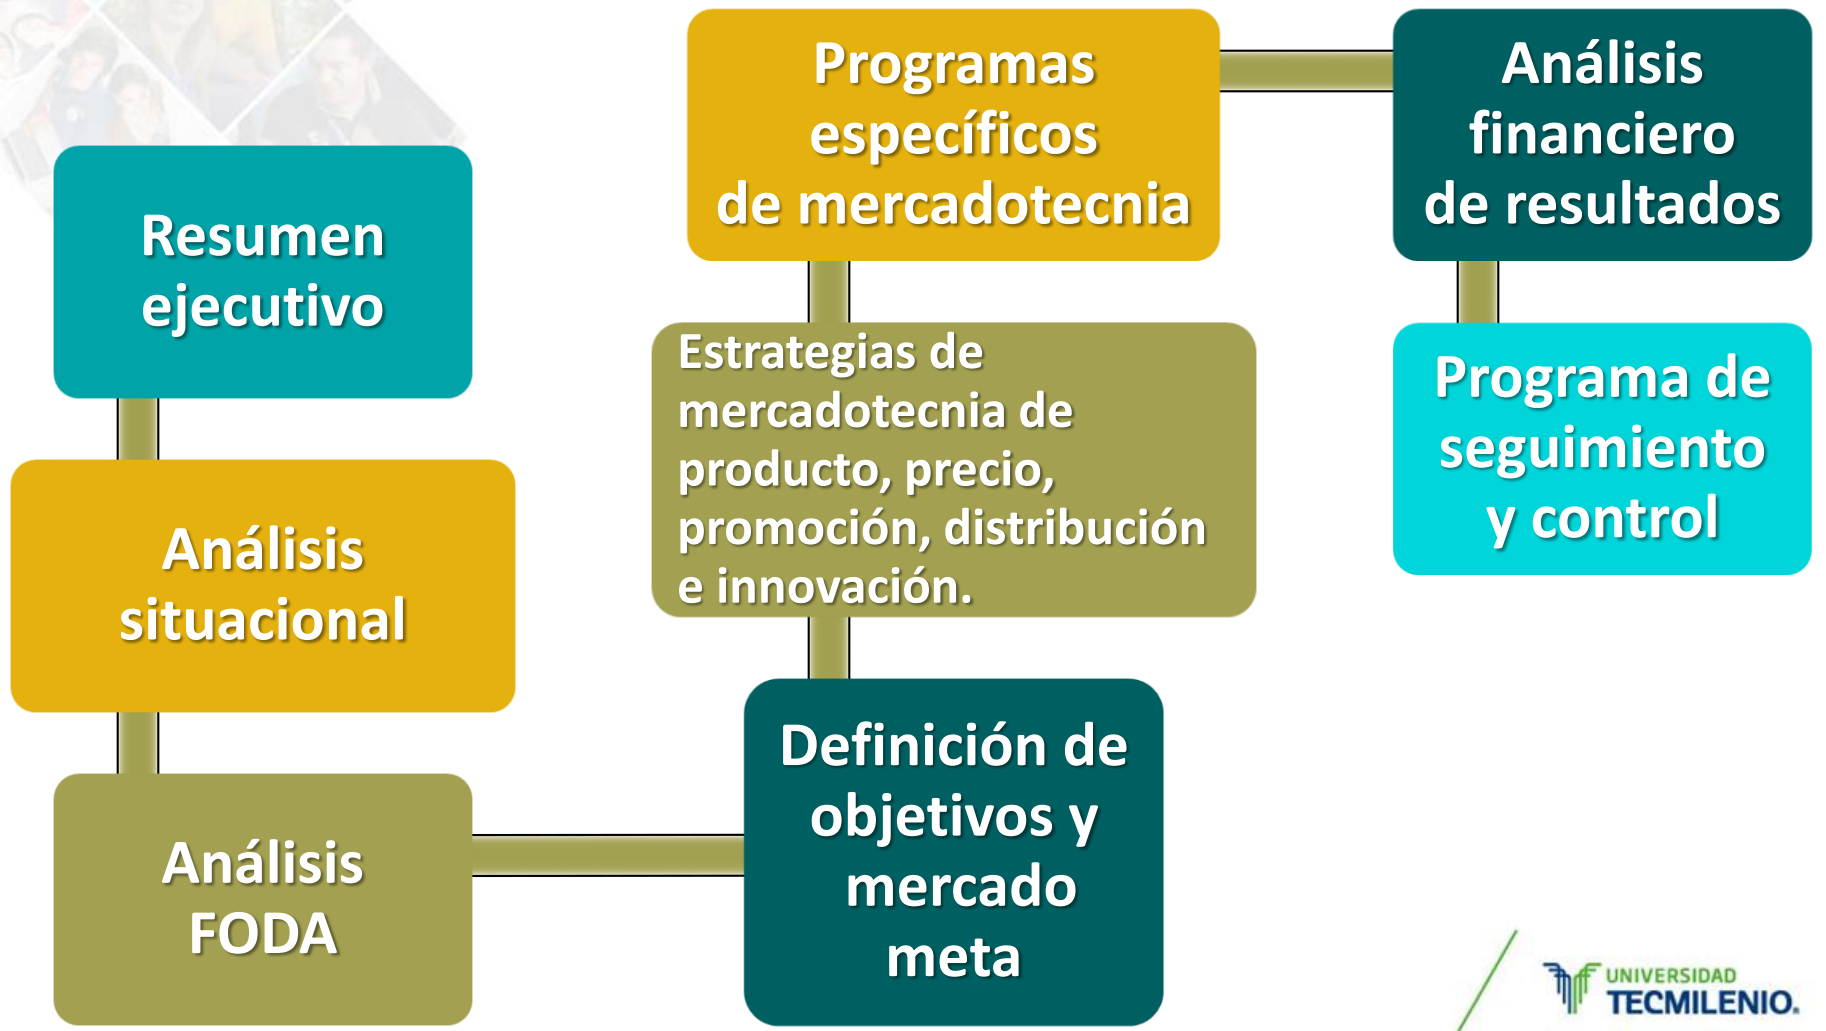 Resumen
ejecutivo
Análisis
situacional
Análisis
FODA
Definición de
objetivos y
mercado
meta
Estrategias de
mercadotecnia de
producto, precio,
promoción, distribución
e innovación.
Programas
específicos
de mercadotecnia
Análisis
financiero
de resultados
Programa de
seguimiento
y control
UNIVERSIDAD
TECMILENIO.